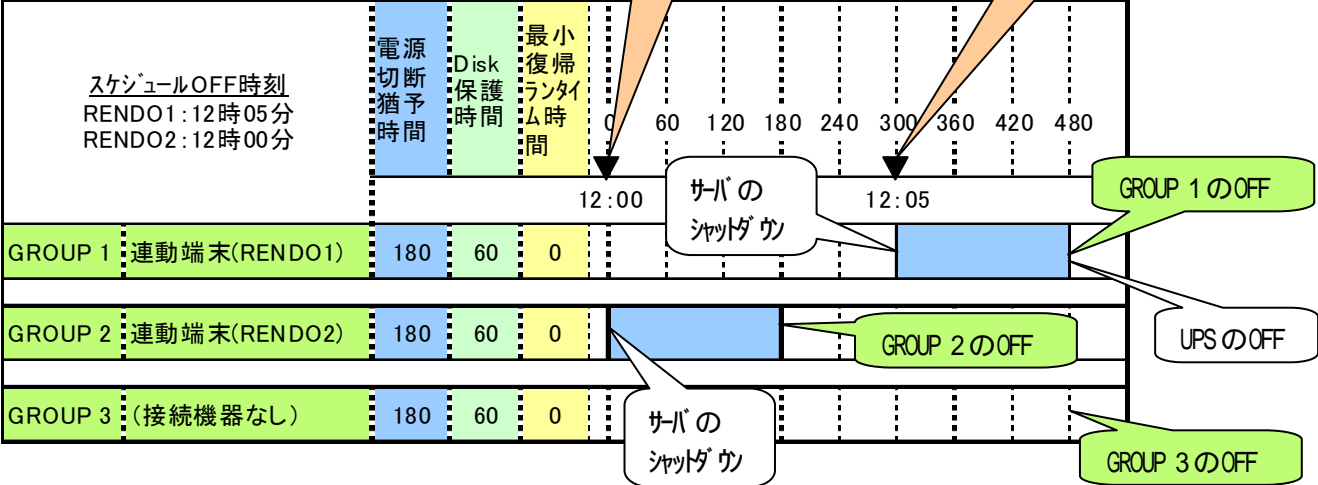 スケジュールOFF時刻
RENDO1:12時05分
RENDO2:12時00分
電源
切断
猶予
時間
Disk
保護
時間
最小
復帰
ランタイ
ム時
間
0 60 120 180 240 300 360 420 480
12:00
12:05
サーバの
シャットダウン
GROUP 1のOFF
GROUP 1 連動端末(RENDO1) 180 60 0
GROUP 2 連動端末(RENDO2) 180 60 0
GROUP 2のOFF
UPSのOFF
GROUP 3 (接続機器なし) 180 60 0
サーバの
シャットダウン
GROUP 3のOFF